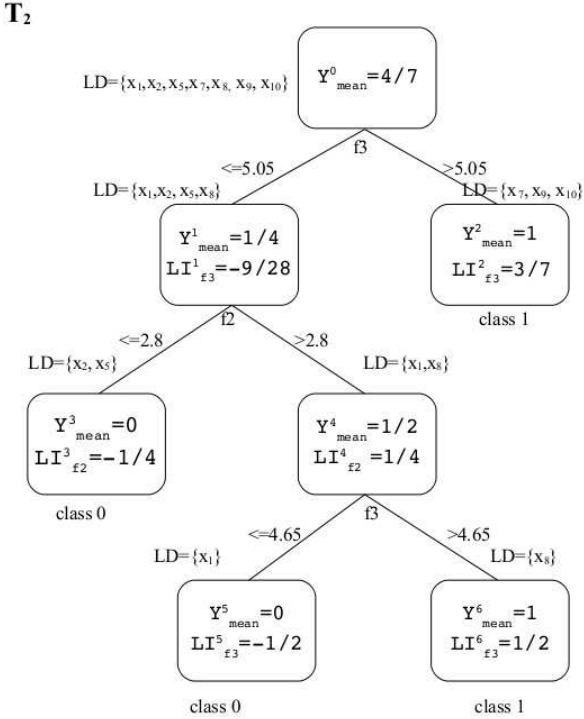 T₂
LD={x₁,x₂,x₅,x₇,x₈, x₉, x₁₀}
Y⁰mean=4/7
f3
<=5.05
>5.05
LD={x₁,x₂, x₅,x₈}
LD={x₇, x₉, x₁₀}
Y¹mean=1/4
LI¹f3=-9/28
Y²mean=1
LI²f3=3/7
f2
class 1
<=2.8
>2.8
LD={x₂, x₅}
LD={x₁,x₈}
Y³mean=0
LI³f2=-1/4
Y⁴mean=1/2
LI⁴f2=1/4
class 0
f3
<=4.65
>4.65
LD={x₁}
LD={x₈}
Y⁵mean=0
LI⁵f3=-1/2
Y⁶mean=1
LI⁶f3=1/2
class 0
class 1